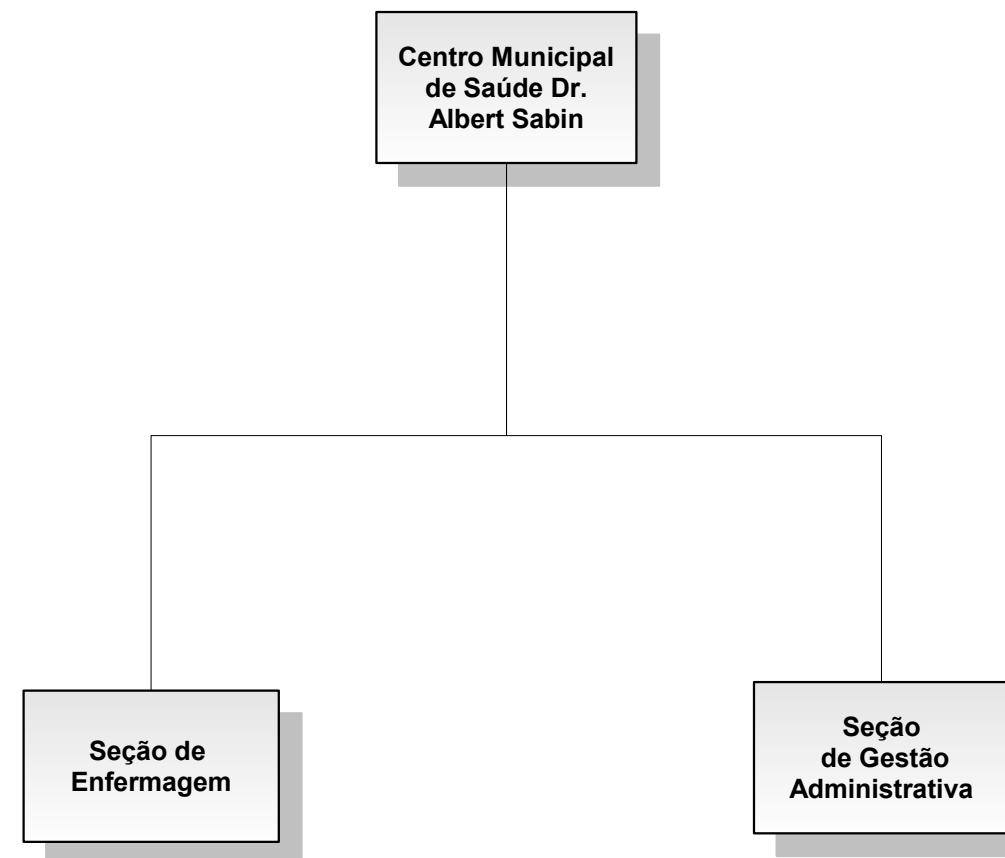 Centro Municipal
de Saúde Dr.
Albert Sabin
Seção de
Enfermagem
Seção
de Gestão
Administrativa